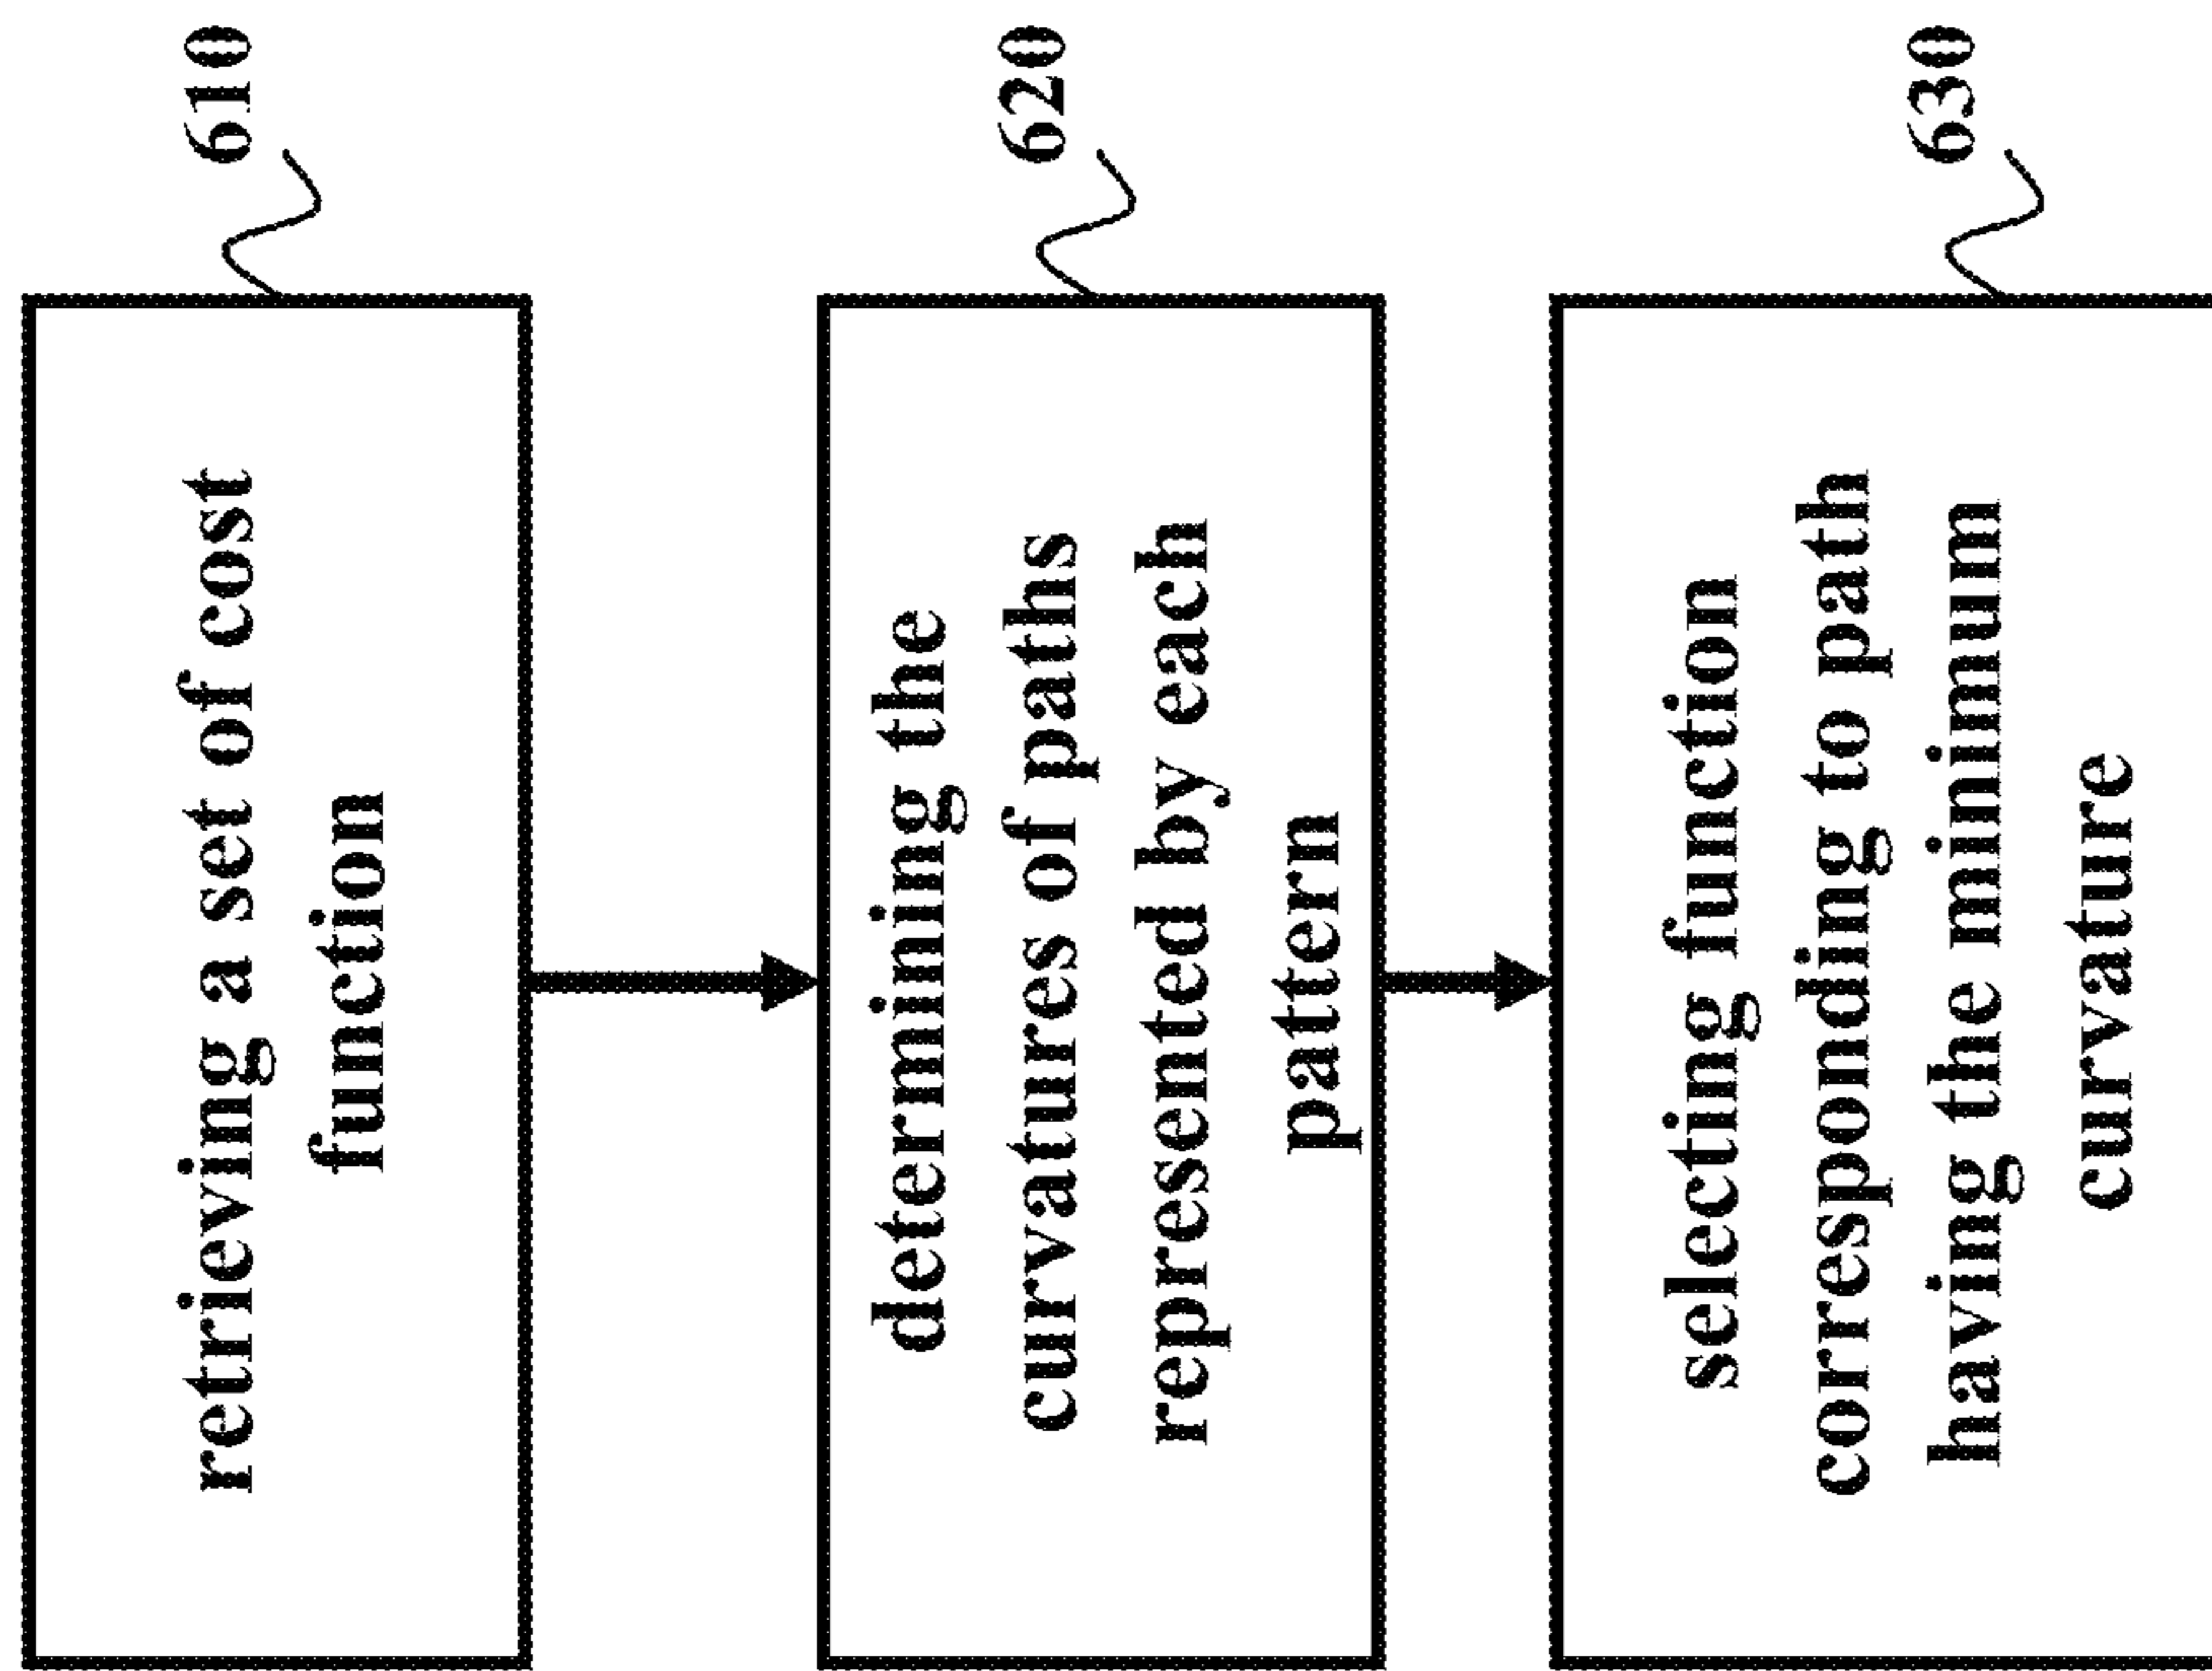 retrieving a set of cost
function
610
determining the
curvatures of paths
represented by each
pattern
620
selecting function
corresponding to path
having the minimum
curvature
630